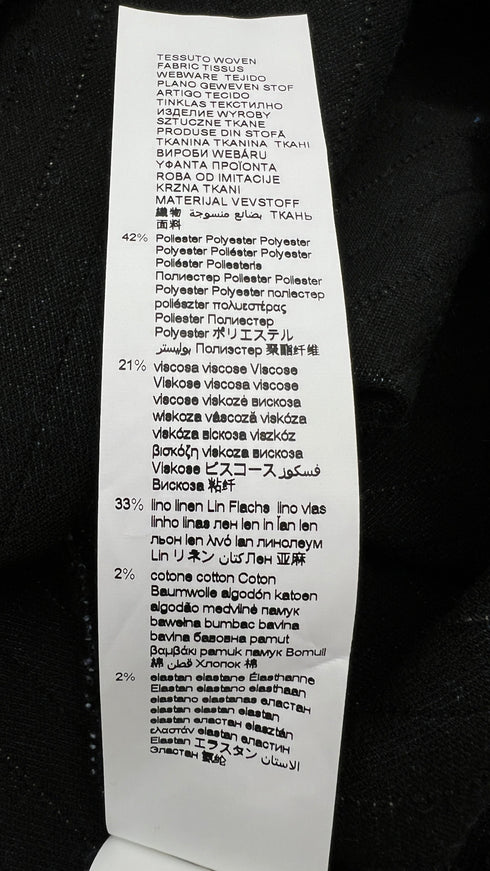 TESSUTO WOVEN
FABRIC TISSUS
WEBWARE TEJIDO
PLANO GEWEVEN STOF
ARTIGO TECIDO
TINKLAS ТЕКСТИЛНО
ИЗДЕЛИЕ WYROBY
SZTUCZNE TKANE
PRODUSE DIN STOFĂ
TKANINA TKANINA ТКАНІ
ВИРОБИ WEBĀRU
ΥΦΑΝΤΑ ΠΡΟΪΟΝΤΑ
ROBA OD IMITACIJE
KRZNA TKANI
MATERIJAL VEVSTOFF
織物 بضائع منسوجة ТКАНЬ
面料
42% Poliester Polyester Polyester
Polyester Poliéster Polyester
Poliéster Poliesteris
Полиестер Poliester Poliester
Polyester Polyester поліестер
poliészter πολυεστέρας
Poliester Полиестер
Polyester ポリエステル
بوليستر Полиэстер 聚酯纤维
21% viscosa viscose Viscose
Viskose viscosa viscose
viscose viskozė вискоза
wiskoza vâscoză viskóza
viskóza віскоза viszkóz
βισκόζη viskoza вискоза
Viskose ビスコース فسكوز
Вискоза 粘纤
33% lino linen Lin Flachs lino vlas
linho linas лен len in ľan len
льон len λινό lan линолеум
Lin リネン كتان Лен 亚麻
2% cotone cotton Coton
Baumwolle algodón katoen
algodão medvilnė памук
bawełna bumbac bavlna
bavlna бавовна pamut
βαμβάκι pamuk памук Bomull
綿 قطن Хлопок 棉
2% elastan elastane Élasthanne
Elastan elastano elasthaan
elastano elastanas еластан
elastan elastan elastan
elastan еластан elasztán
ελαστάν elastan еластин
Elastan エラスタン الاستان
Эластан 氨纶